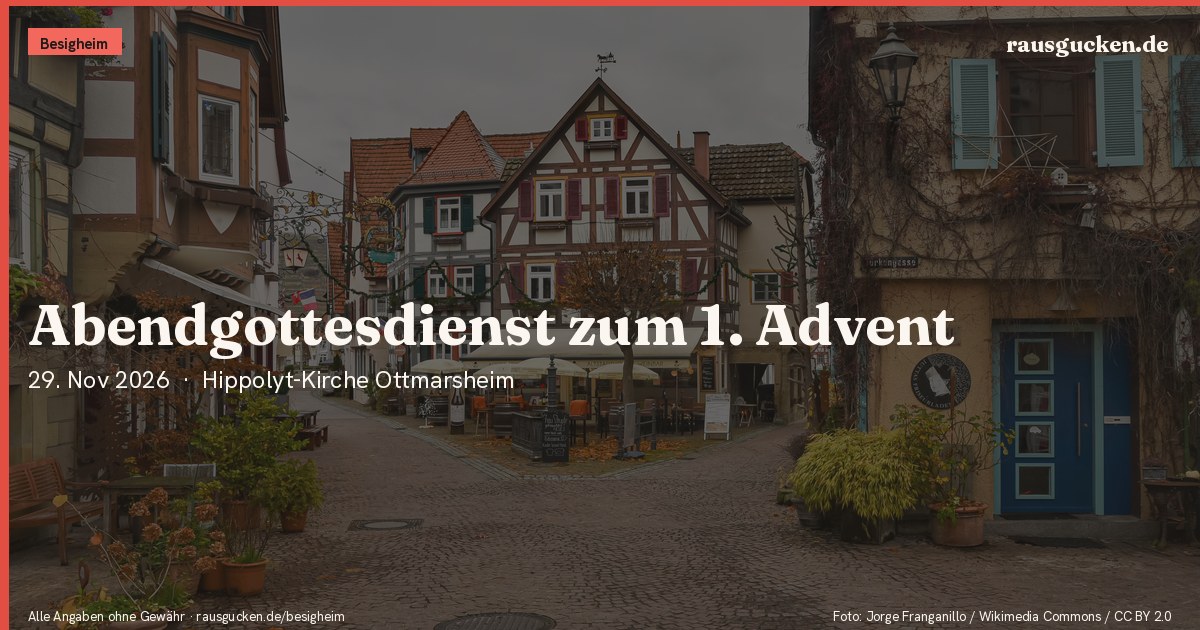 Besigheim
rausgucken.de
Abendgottesdienst zum 1. Advent
29. Nov 2026 · Hippolyt-Kirche Ottmarsheim
Alle Angaben ohne Gewähr · rausgucken.de/besigheim
Foto: Jorge Franganillo / Wikimedia Commons / CC BY 2.0